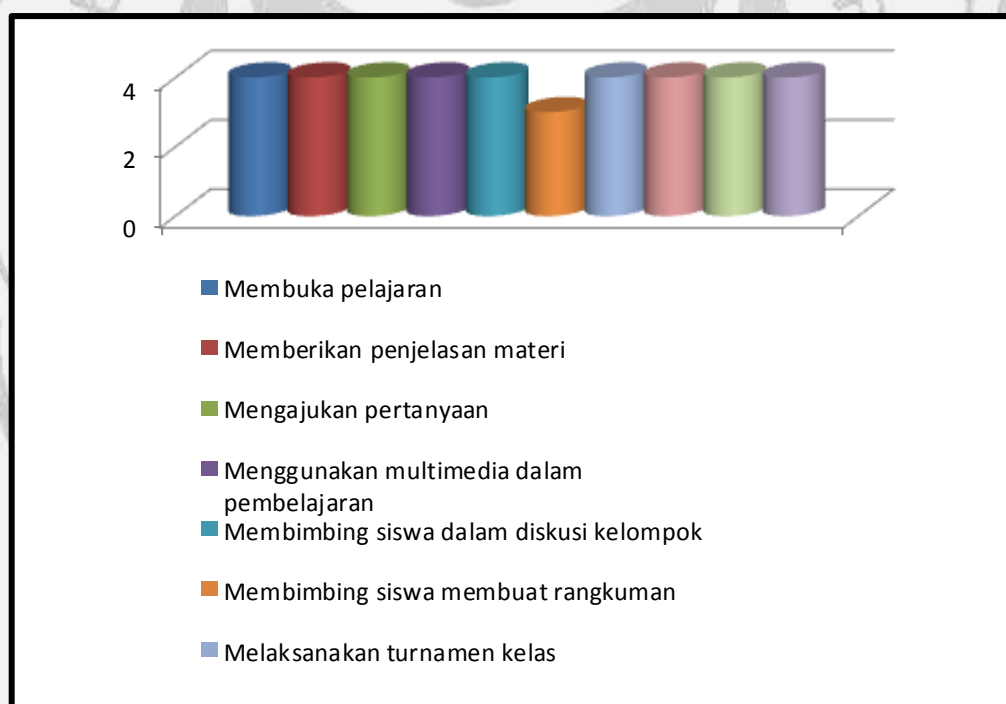 4
2
0
Membuka pelajaran
Memberikan penjelasan materi
Mengajukan pertanyaan
Menggunakan multimedia dalam
pembelajaran
Membimbing siswa dalam diskusi kelompok
Membimbing siswa membuat rangkuman
Melaksanakan turnamen kelas